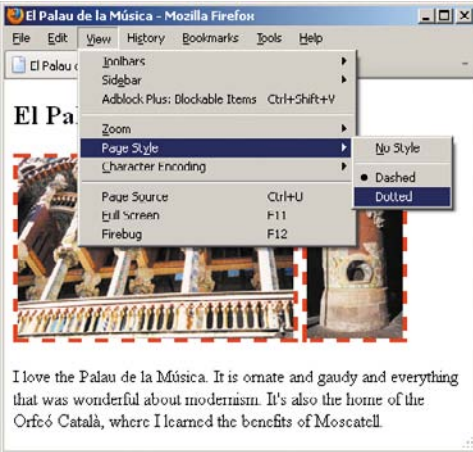 El Palau de la Música - Mozilla Firefox
File Edit View History Bookmarks Tools Help
El Palau
Toolbars
Sidebar
Adblock Plus: Blockable Items Ctrl+Shift+V
El Pa
Zoom
Page Style
No Style
Character Encoding
Dashed
Page Source Ctrl+U
Dotted
Full Screen F11
Firebug F12
I love the Palau de la Música. It is ornate and gaudy and everything
that was wonderful about modernism. It's also the home of the
Orfeó Català, where I learned the benefits of Moscatell.